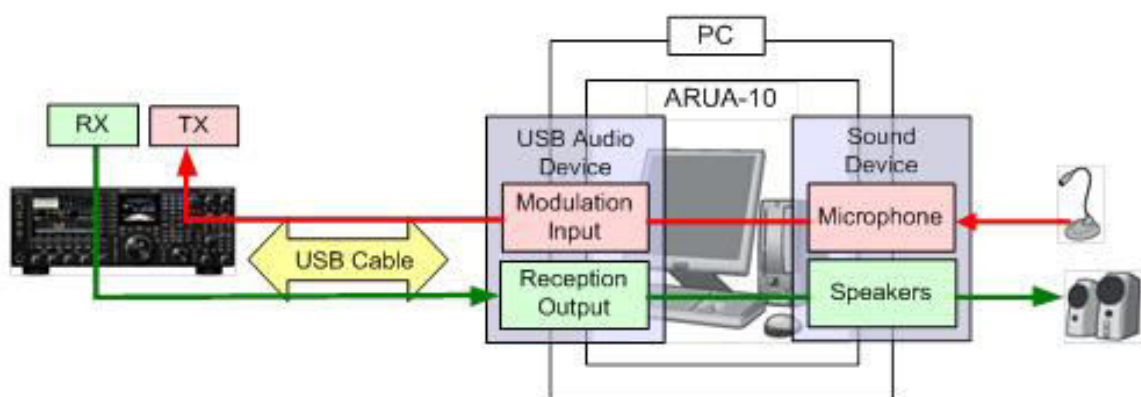 PC
ARUA-10
RX
TX
USB Audio
Device
Sound
Device
Modulation
Input
Microphone
USB Cable
Reception
Output
Speakers